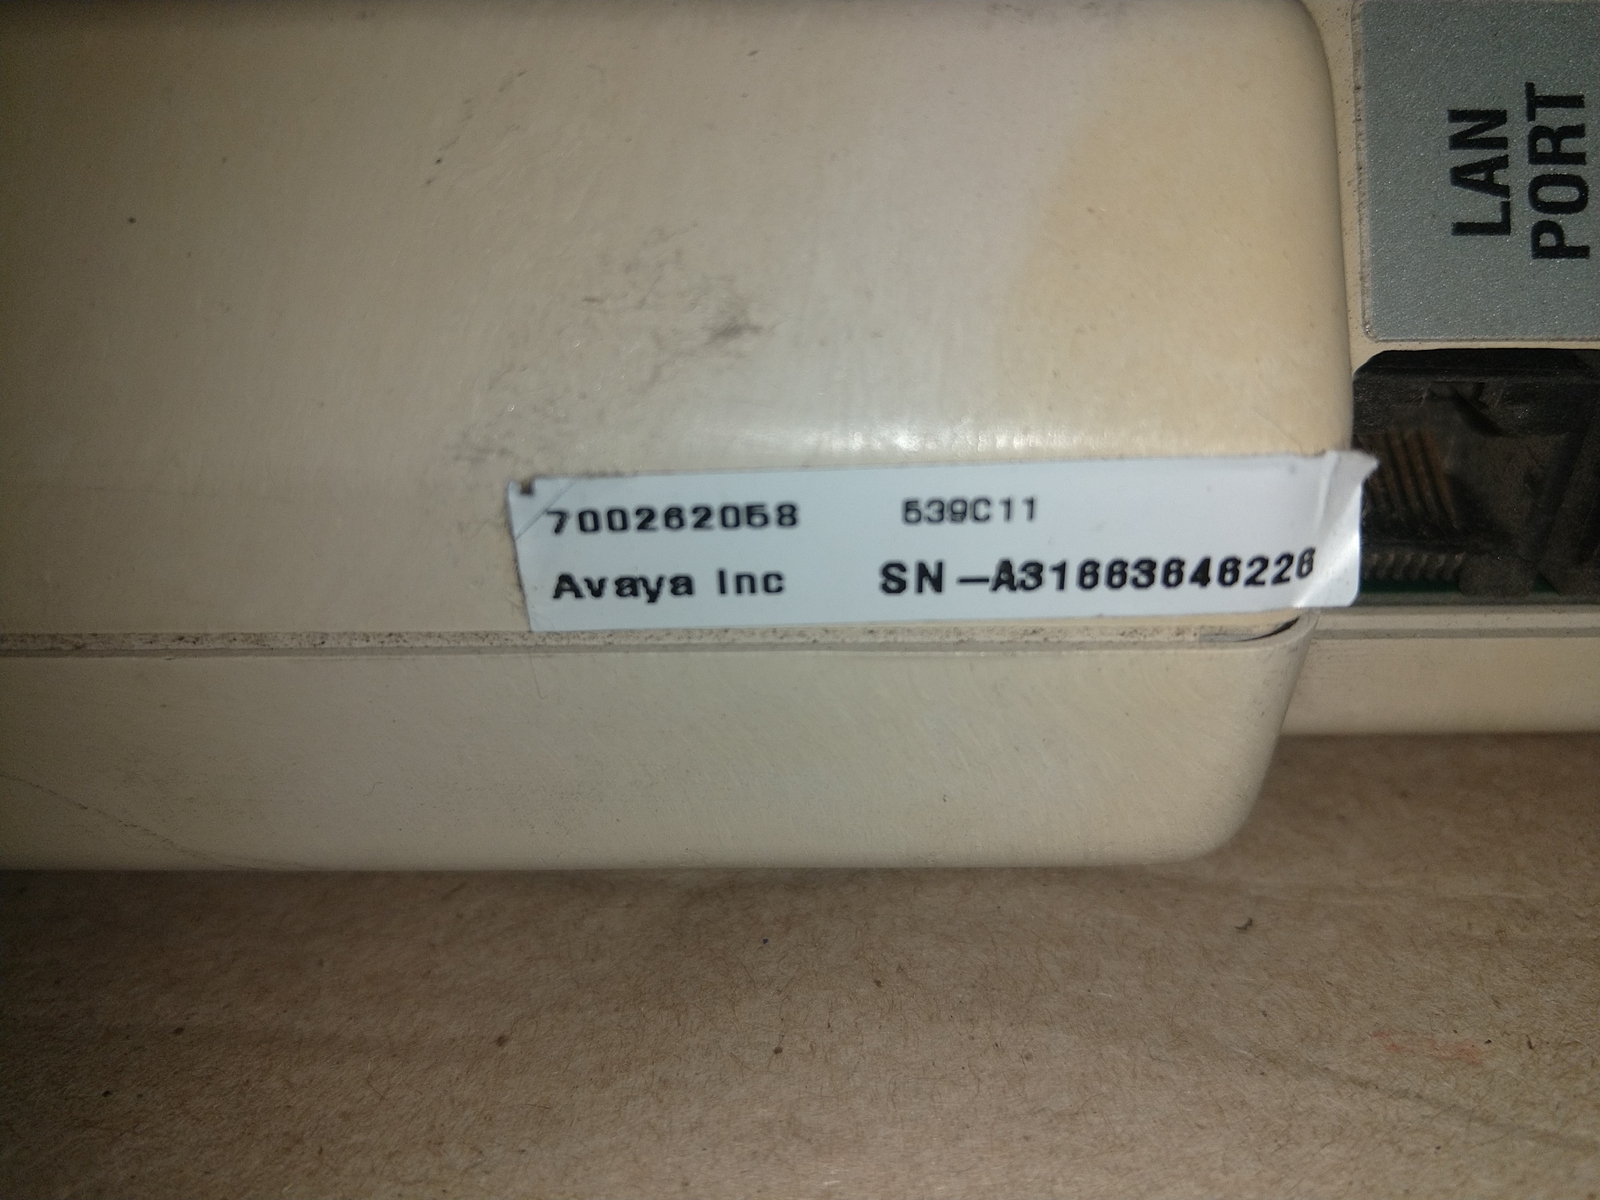 LAN
PORT
700262058 539C11
Avaya Inc SN-A31663646226